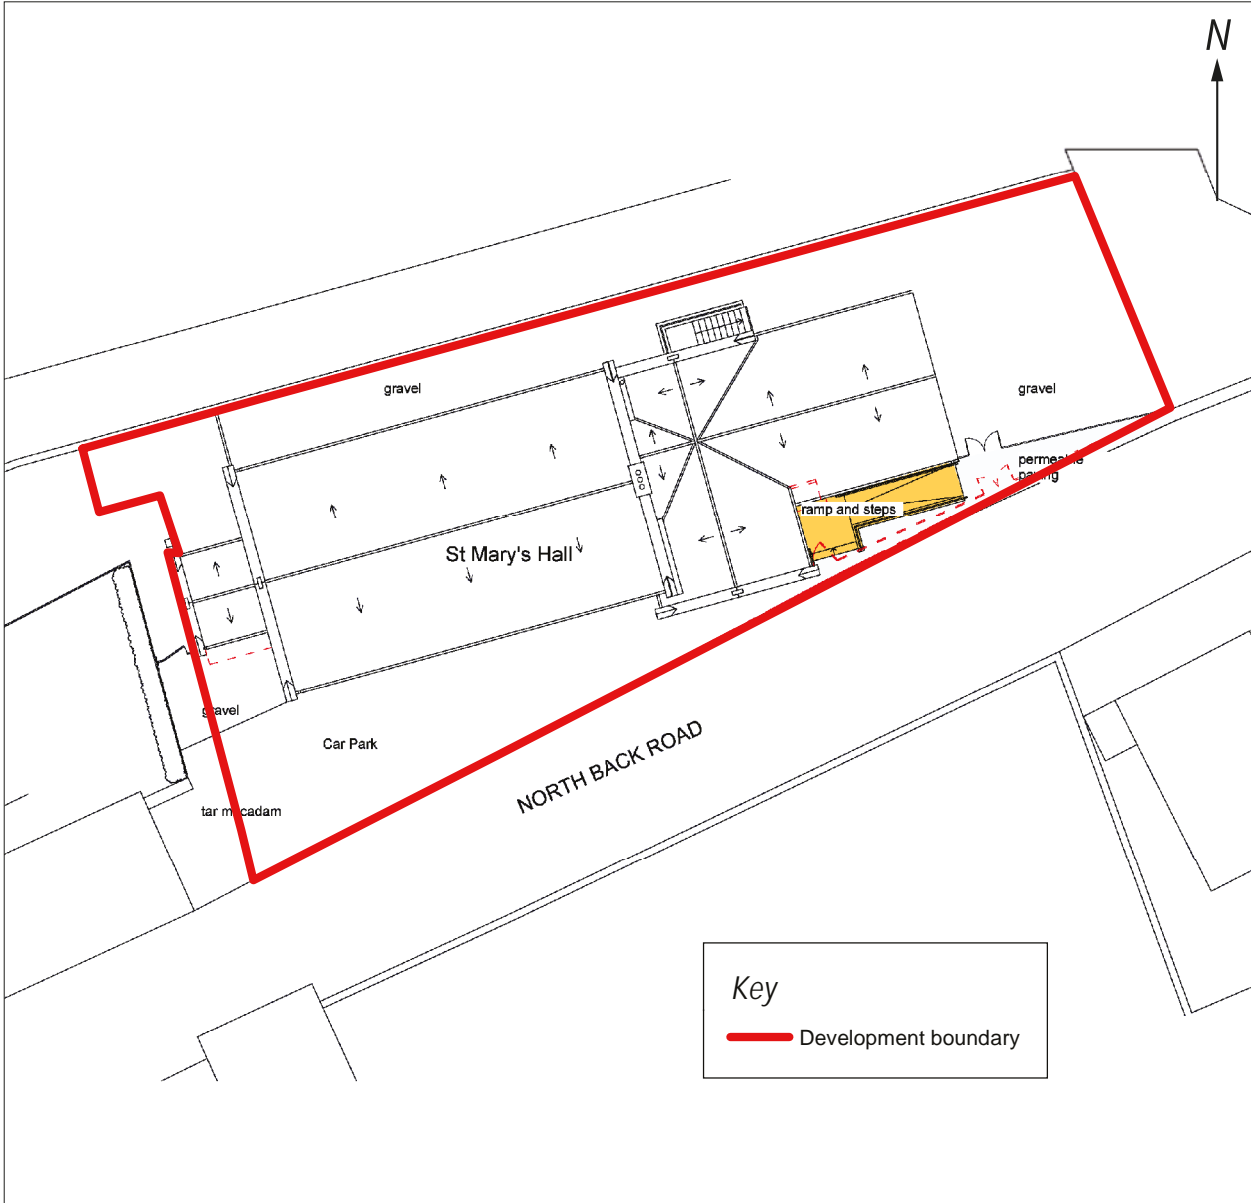 N
gravel
gravel
permeable
paving
ramp and steps
St Mary's Hall
gravel
Car Park
NORTH BACK ROAD
tar macadam
Key
Development boundary